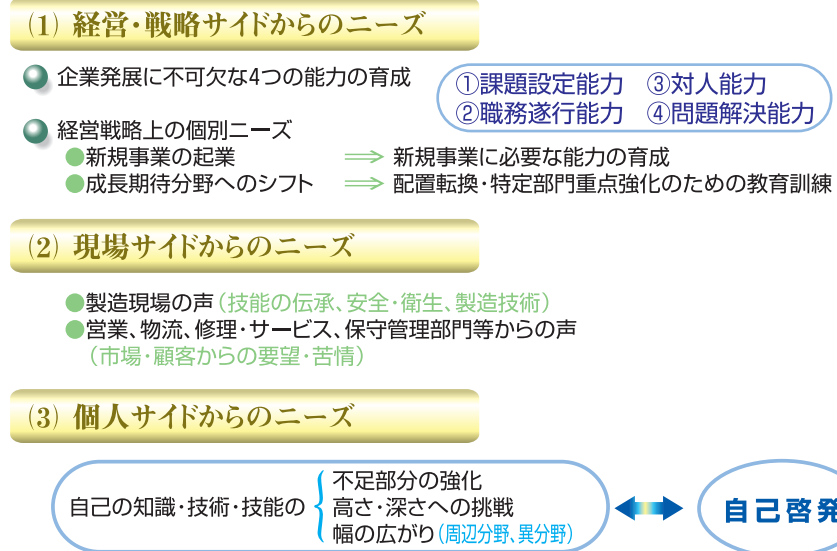 (1) 経営・戦略サイドからのニーズ
企業発展に不可欠な4つの能力の育成
①課題設定能力 ③対人能力
②職務遂行能力 ④問題解決能力
経営戦略上の個別ニーズ
●新規事業の起業 ⇒ 新規事業に必要な能力の育成
●成長期待分野へのシフト ⇒ 配置転換・特定部門重点強化のための教育訓練
(2) 現場サイドからのニーズ
●製造現場の声(技能の伝承、安全・衛生、製造技術)
●営業、物流、修理・サービス、保守管理部門等からの声
(市場・顧客からの要望・苦情)
(3) 個人サイドからのニーズ
自己の知識・技術・技能の
不足部分の強化
高さ・深さへの挑戦
幅の広がり(周辺分野、異分野)
自己啓発